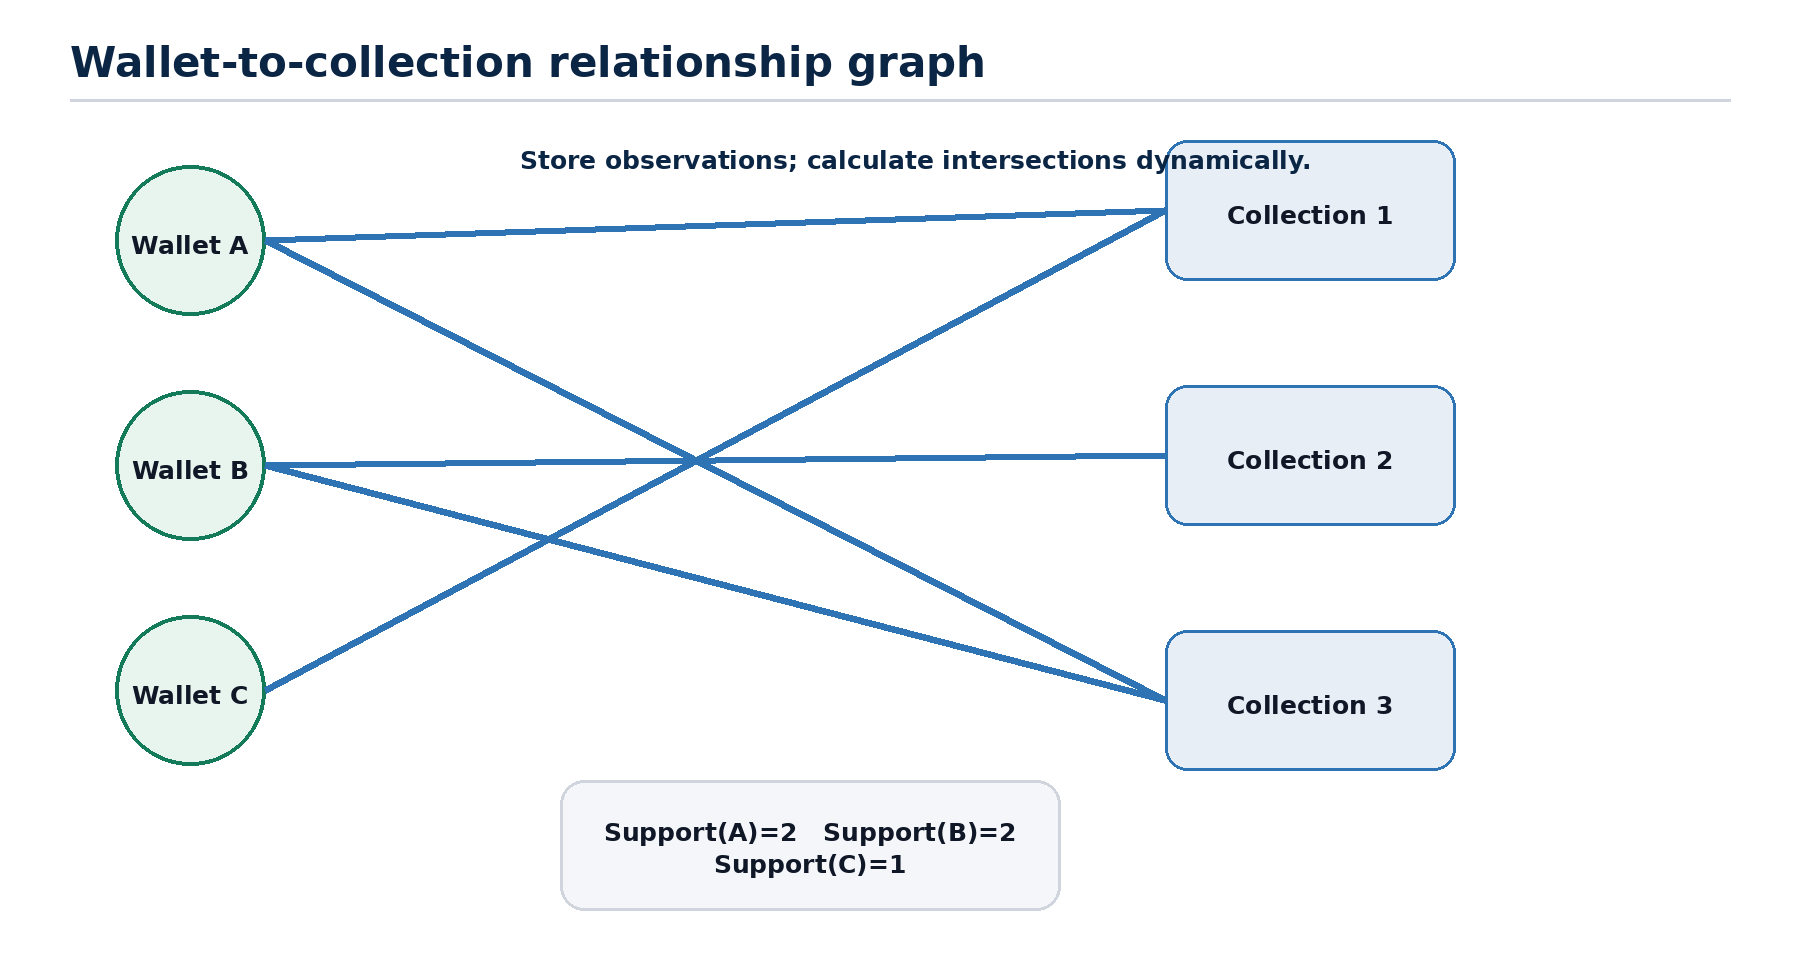 Wallet-to-collection relationship graph
Store observations; calculate intersections dynamically.
Wallet A
Collection 1
Wallet B
Collection 2
Wallet C
Collection 3
Support(A)=2   Support(B)=2
Support(C)=1